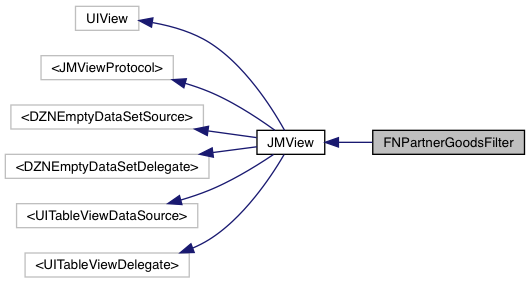 UIView
<JMViewProtocol>
<DZNEmptyDataSetSource>
JMView
FNPartnerGoodsFilter
<DZNEmptyDataSetDelegate>
<UITableViewDataSource>
<UITableViewDelegate>